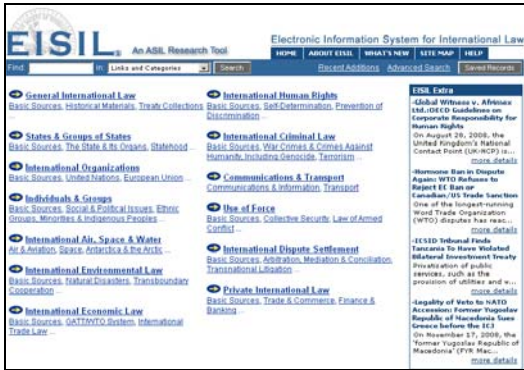 EISIL An ASIL Research Tool
Electronic Information System for International Law
HOME ABOUT EISIL WHAT'S NEW SITE MAP HELP
Find: In: Links and Categories Search Recent Additions Advanced Search Saved Records
General International Law
Basic Sources, Historical Materials, Treaty Collections
...
States & Groups of States
Basic Sources, The State & Its Organs, Statehood ...
International Organizations
Basic Sources, United Nations, European Union ...
Individuals & Groups
Basic Sources, Social & Political Issues, Ethnic
Groups, Minorities & Indigenous Peoples ...
International Air, Space & Water
Air & Aviation, Space, Antarctica & the Arctic ...
International Environmental Law
Basic Sources, Natural Disasters, Transboundary
Cooperation ...
International Economic Law
Basic Sources, GATT/WTO System, International
Trade Law ...
International Human Rights
Basic Sources, Self-Determination, Prevention of
Discrimination ...
International Criminal Law
Basic Sources, War Crimes & Crimes Against
Humanity, Including Genocide, Terrorism ...
Communications & Transport
Communications & Information, Transport
Use of Force
Basic Sources, Collective Security, Law of Armed
Conflict ...
International Dispute Settlement
Basic Sources, Arbitration, Mediation & Conciliation,
Transnational Litigation ...
Private International Law
Basic Sources, Trade & Commerce, Finance &
Banking ...
EISIL Extra
-Global Witness v. Afrimex
Ltd.:OECD Guidelines on
Corporate Responsibility for
Human Rights
On August 28, 2008, the
United Kingdom's National
Contact Point (UK-NCP) is...
more details
-Hormone Ban in Dispute
Again: WTO Refuses to
Reject EC Ban or
Canadian/US Trade Sanction
One of the longest-running
Word Trade Organization
(WTO) disputes has reac...
more details
-ICSID Tribunal Finds
Tanzania To Have Violated
Bilateral Investment Treaty
Privatization of public
services, such as the
provision of utilities and w...
more details
-Legality of Veto to NATO
Accession: Former Yugoslav
Republic of Macedonia Sues
Greece before the ICJ
On November 17, 2008, the
'former Yugoslav Republic of
Macedonia' (FYR Mac...
more details